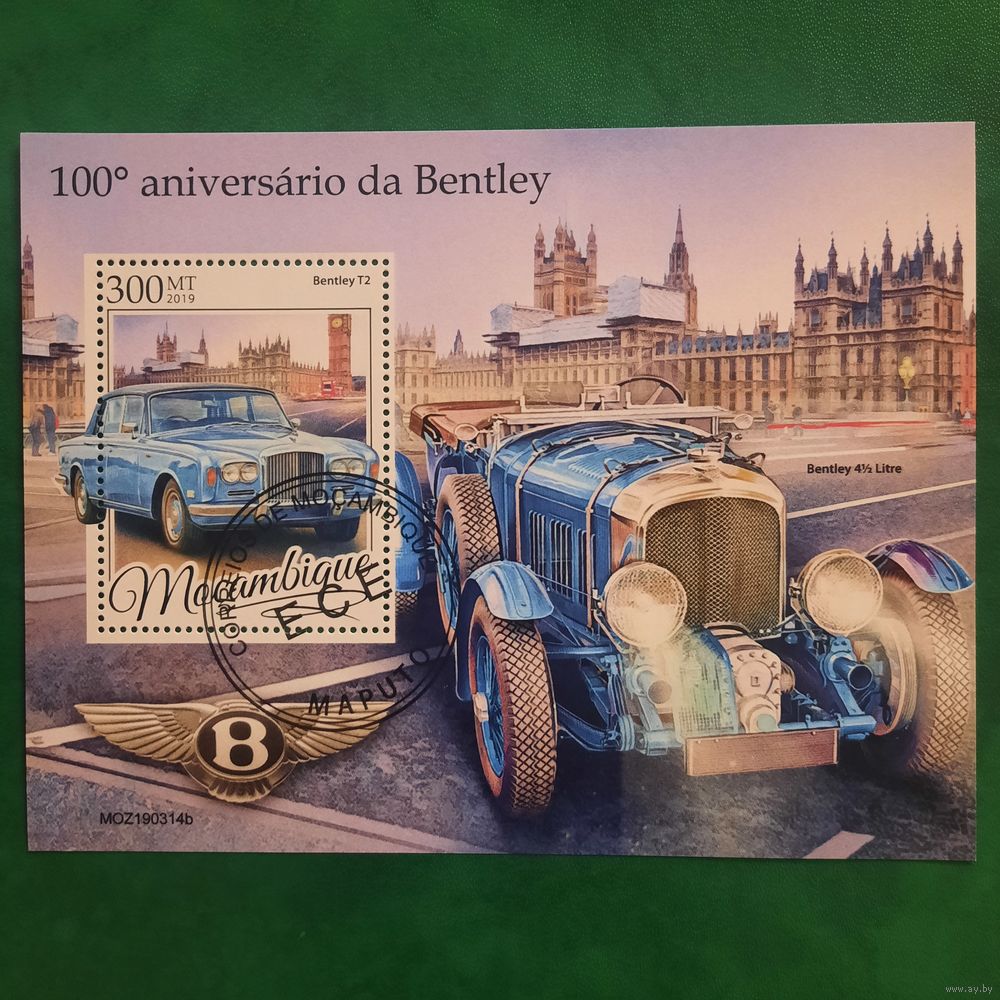 100° aniversário da Bentley
300 MT
2019
Bentley T2
Moçambique
Bentley 4½ Litre
CORREIOS DE MOÇAMBIQUE
ECE
MAPUTO
B
MOZ190314b
www.ay.by